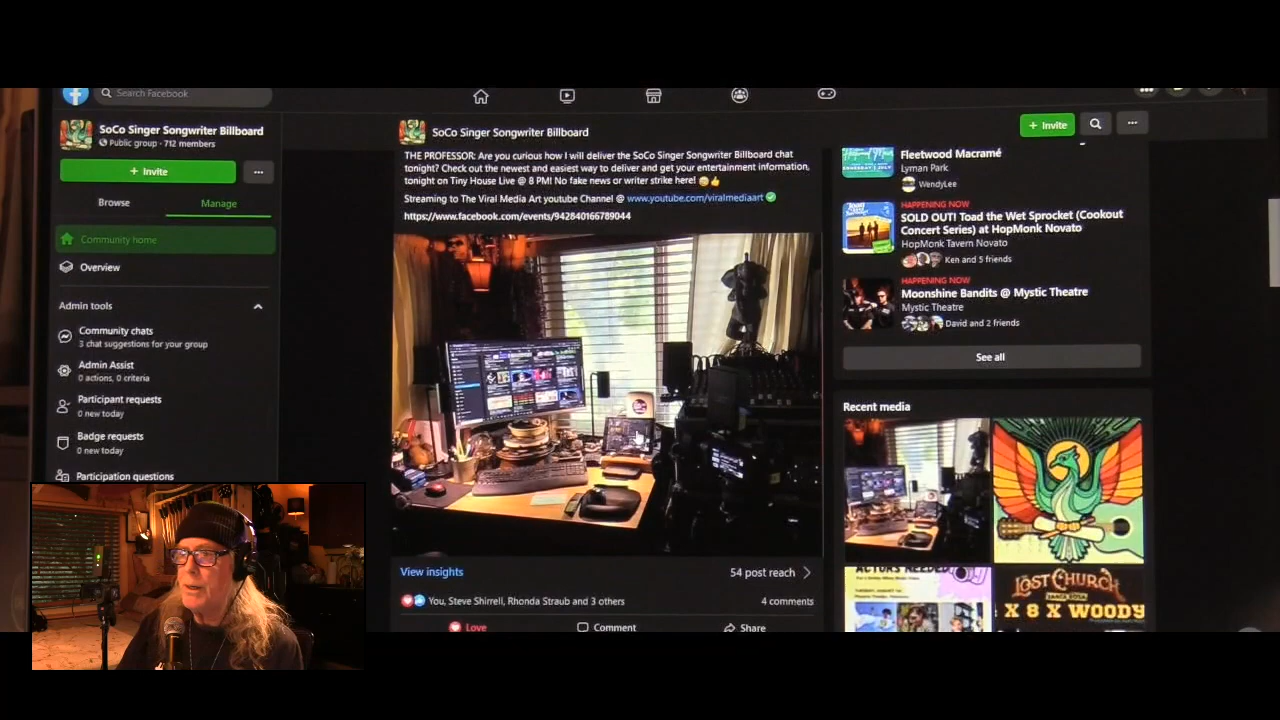 Search Facebook
SoCo Singer Songwriter Billboard
Public group · 712 members
+ Invite
Browse
Manage
Community home
Overview
Admin tools
Community chats
3 chat suggestions for your group
Admin Assist
0 actions, 0 criteria
Participant requests
0 new today
Badge requests
0 new today
Participation questions
SoCo Singer Songwriter Billboard
+ Invite
THE PROFESSOR: Are you curious how I will deliver the SoCo Singer Songwriter Billboard chat
tonight? Check out the newest and easiest way to deliver and get your entertainment information,
tonight on Tiny House Live @ 8 PM! No fake news or writer strike here! 😄👍
Streaming to The Viral Media Art youtube Channel @ www.youtube.com/viralmediaart ✅
https://www.facebook.com/events/942840166789044
View insights
54 post reach
You, Steve Shirrell, Rhonda Straub and 3 others
4 comments
Love
Comment
Share
Fleetwood Macramé
Lyman Park
WendyLee
HAPPENING NOW
SOLD OUT! Toad the Wet Sprocket (Cookout
Concert Series) at HopMonk Novato
HopMonk Tavern Novato
Ken and 5 friends
HAPPENING NOW
Moonshine Bandits @ Mystic Theatre
Mystic Theatre
David and 2 friends
See all
Recent media
ACTORS NEEDED
LOST CHURCH
SANTA ROSA
X 8 X WOODY